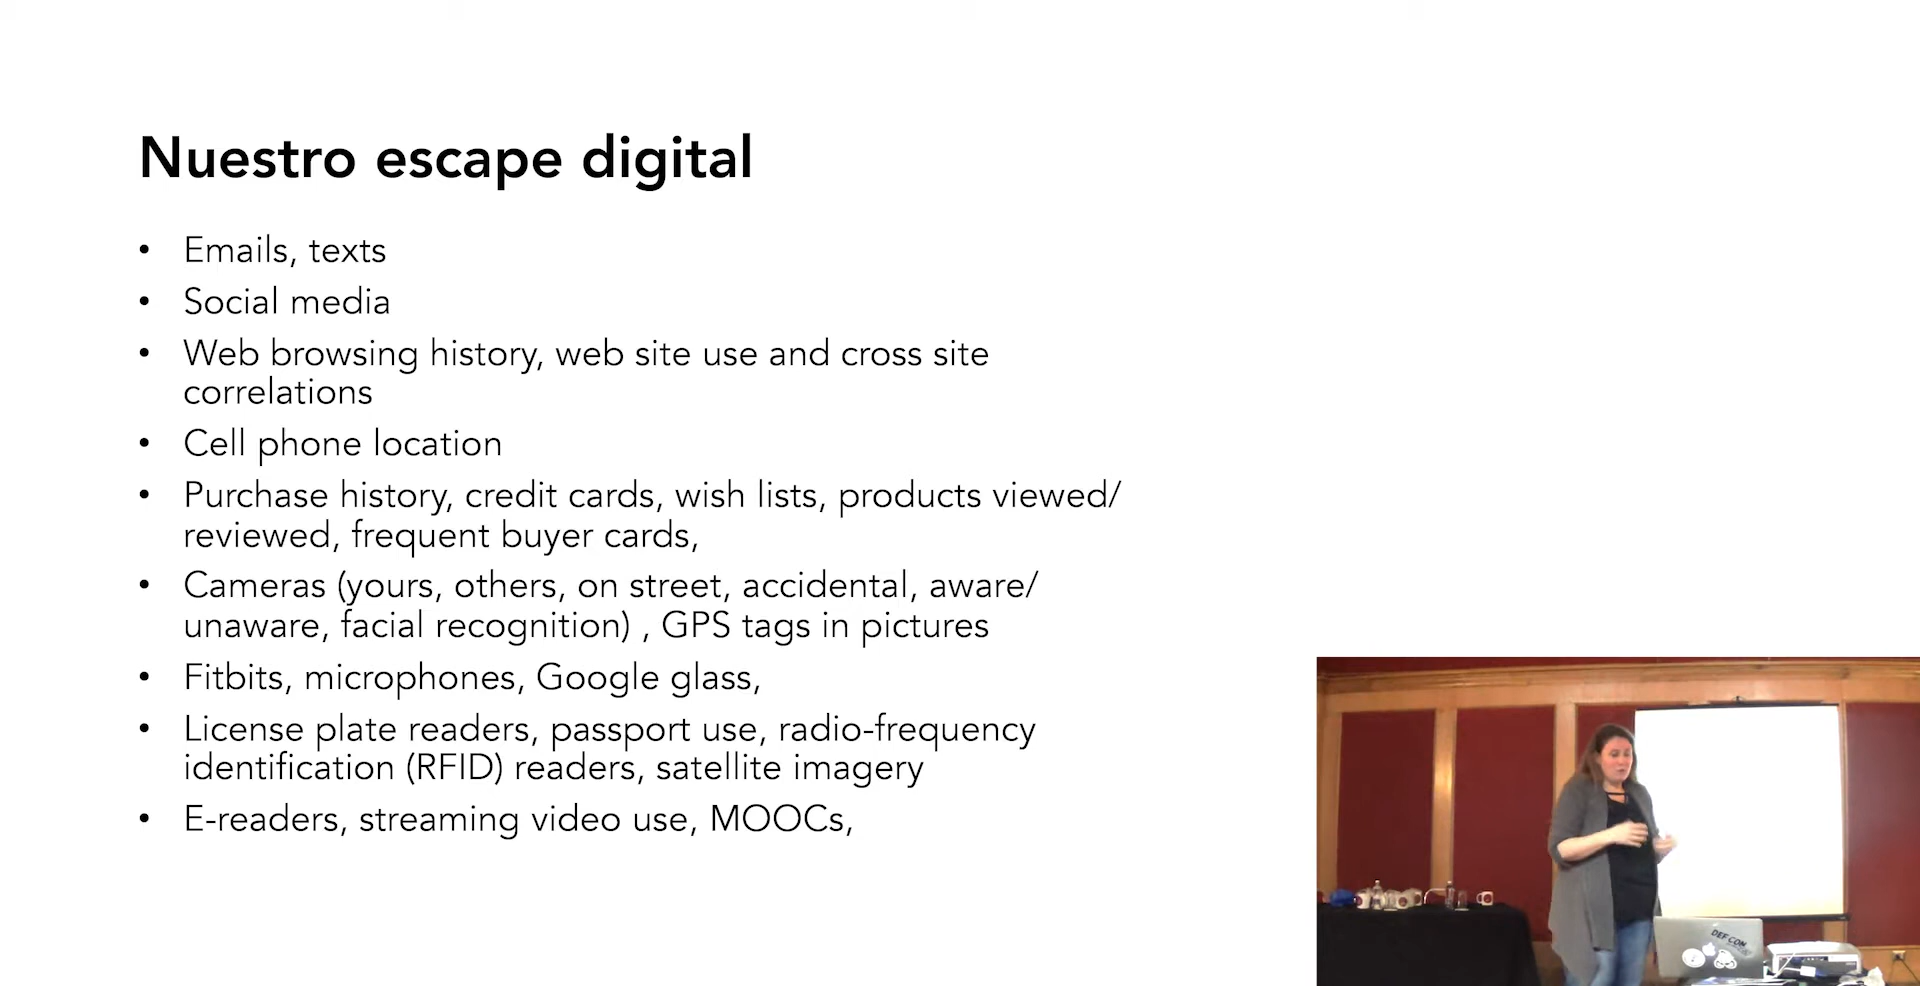 Nuestro escape digital
• Emails, texts
• Social media
• Web browsing history, web site use and cross site
correlations
• Cell phone location
• Purchase history, credit cards, wish lists, products viewed/
reviewed, frequent buyer cards,
• Cameras (yours, others, on street, accidental, aware/
unaware, facial recognition) , GPS tags in pictures
• Fitbits, microphones, Google glass,
• License plate readers, passport use, radio-frequency
identification (RFID) readers, satellite imagery
• E-readers, streaming video use, MOOCs,
DEF CON